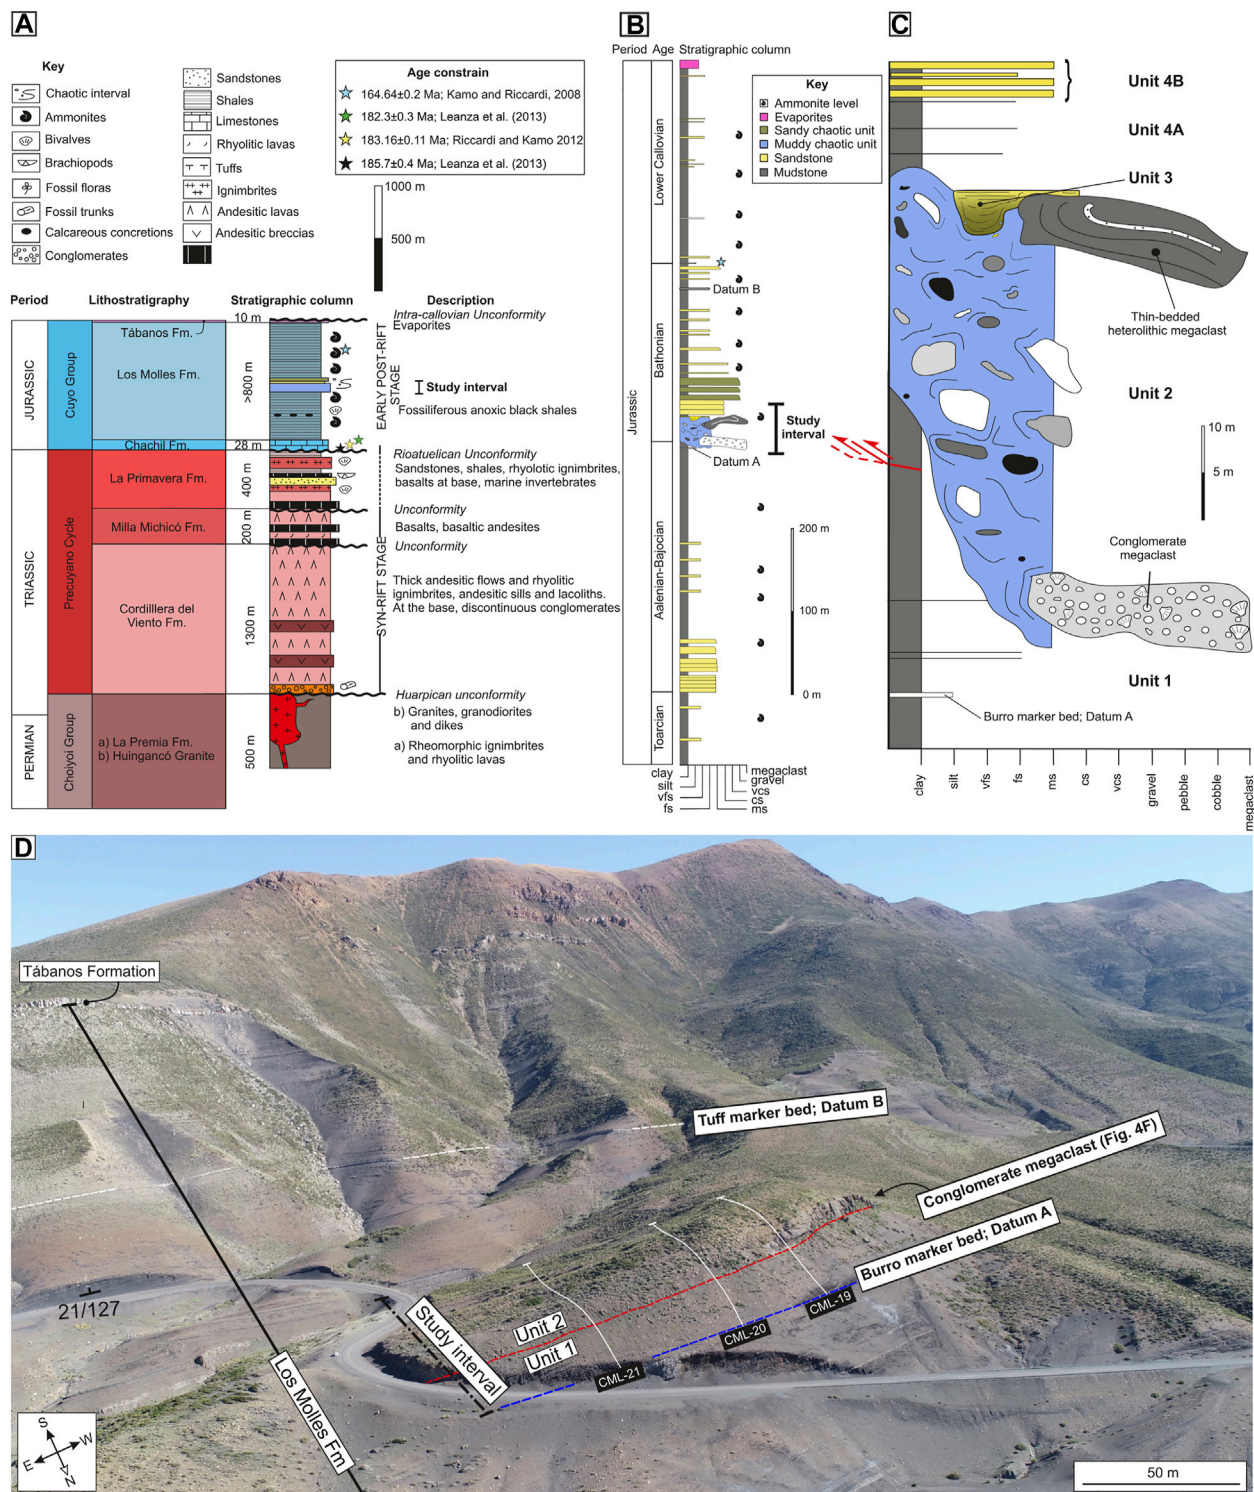 A
Key
Chaotic interval
Ammonites
Bivalves
Brachiopods
Fossil floras
Fossil trunks
Calcareous concretions
Conglomerates
Sandstones
Shales
Limestones
Rhyolitic lavas
Tuffs
Ignimbrites
Andesitic lavas
Andesitic breccias
Age constrain
164.64±0.2 Ma; Kamo and Riccardi, 2008
182.3±0.3 Ma; Leanza et al. (2013)
183.16±0.11 Ma; Riccardi and Kamo 2012
185.7±0.4 Ma; Leanza et al. (2013)
1000 m
500 m
Period
Lithostratigraphy
Stratigraphic column
Description
JURASSIC
TRIASSIC
PERMIAN
Cuyo Group
Precuyano Cycle
Choiyoi Group
Tábanos Fm.
Los Molles Fm.
Chachil Fm.
La Primavera Fm.
Milla Michicó Fm.
Cordilllera del
Viento Fm.
a) La Premia Fm.
b) Huingancó Granite
10 m
>800 m
28 m
400 m
200 m
1300 m
500 m
EARLY POST-RIFT
STAGE
SYN-RIFT STAGE
Intra-callovian Unconformity
Evaporites
Study interval
Fossiliferous anoxic black shales
Rioatuelican Unconformity
Sandstones, shales, rhyolotic ignimbrites,
basalts at base, marine invertebrates
Unconformity
Basalts, basaltic andesites
Unconformity
Thick andesitic flows and rhyolitic
ignimbrites, andesitic sills and lacoliths.
At the base, discontinuous conglomerates
Huarpican unconformity
b) Granites, granodiorites
and dikes
a) Rheomorphic ignimbrites
and rhyolitic lavas
B
Period Age Stratigraphic column
Jurassic
Lower Callovian
Bathonian
Aalenian-Bajocian
Toarcian
Key
Ammonite level
Evaporites
Sandy chaotic unit
Muddy chaotic unit
Sandstone
Mudstone
Datum B
Study
interval
Datum A
200 m
100 m
0 m
clay
silt
vfs
fs
megaclast
gravel
vcs
cs
ms
C
Unit 4B
Unit 4A
Unit 3
Thin-bedded
heterolithic megaclast
Unit 2
10 m
5 m
Conglomerate
megaclast
Unit 1
Burro marker bed; Datum A
clay
silt
vfs
fs
ms
cs
vcs
gravel
pebble
cobble
megaclast
D
Tábanos Formation
Tuff marker bed; Datum B
Conglomerate megaclast (Fig. 4F)
Burro marker bed; Datum A
21/127
Unit 2
Unit 1
Study interval
CML-19
CML-20
CML-21
Los Molles Fm
S
W
E
N
50 m